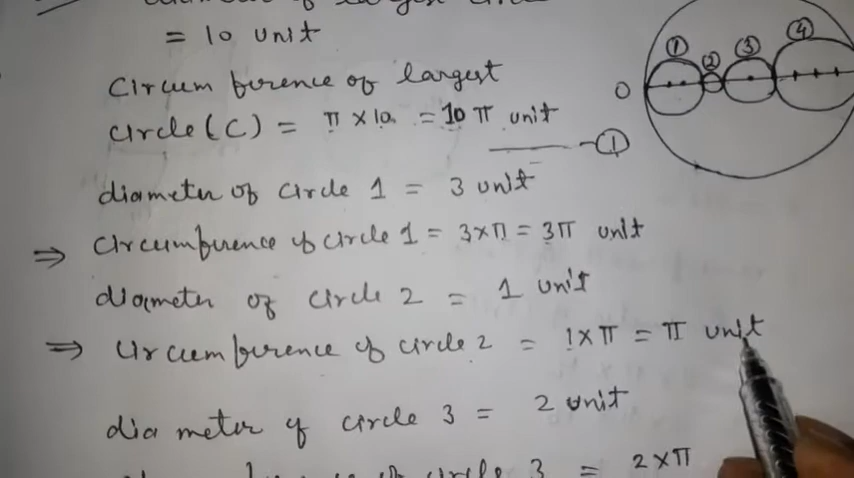 = 10 unit
Circumference of largest
circle (C) = π × 10 = 10 π unit
①
diameter of circle 1 = 3 unit
⇒ Circumference of circle 1 = 3×π = 3π unit
diameter of circle 2 = 1 unit
⇒ Circumference of circle 2 = 1×π = π unit
diameter of circle 3 = 2 unit
circle 3 = 2×π
0
① ② ③ ④